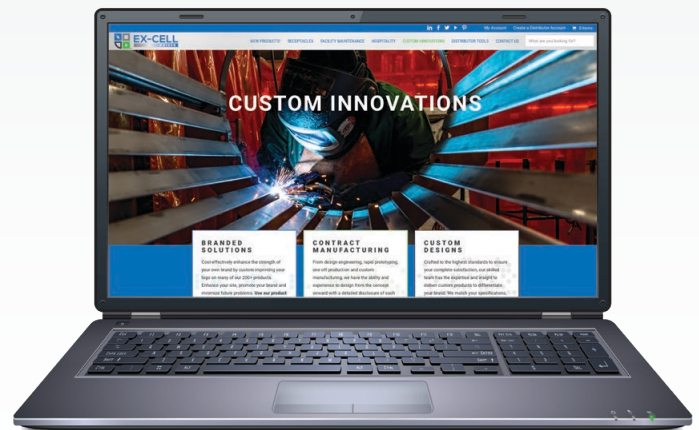 My Account Create a Distributor Account
EX-CELL
NEW PRODUCTS RECEPTACLES FACILITY MAINTENANCE HOSPITALITY CUSTOM INNOVATIONS DISTRIBUTOR TOOLS CONTACT US What are you looking for?
CUSTOM INNOVATIONS
BRANDED
SOLUTIONS
Cost-effectively enhance the strength of
your own brand by custom imprinting your
logo on many of our 200+ products.
Enhance your site, promote your brand and
minimize future problems. Use our product
CONTRACT
MANUFACTURING
From design engineering, rapid prototyping,
one-off production and custom
manufacturing, we have the ability and
experience to design from the concept
onward with a detailed disclosure of each
CUSTOM
DESIGNS
Crafted to the highest standards to ensure
your complete satisfaction, our skilled
team has the expertise and insight to
deliver custom products to differentiate
your brand. We match your specifications,